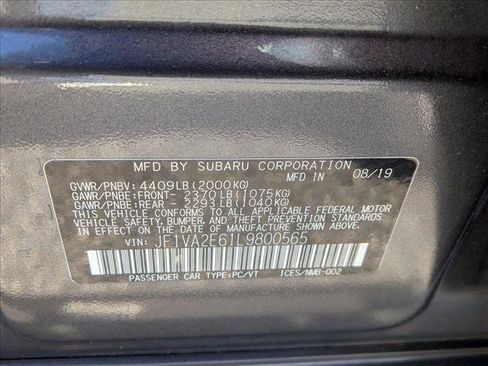 MFD BY SUBARU CORPORATION
GVWR/PNBV: 4409LB(2000KG) MFD IN 08/19
GAWR/PNBE:FRONT- 2370LB(1075KG)
GAWR/PNBE:REAR - 2293LB(1040KG)
THIS VEHICLE CONFORMS TO ALL APPLICABLE FEDERAL MOTOR
VEHICLE SAFETY, BUMPER, AND THEFT PREVENTION STANDARDS
IN EFFECT ON THE DATE OF MANUFACTURE SHOWN ABOVE.
VIN: JF1VA2E61L9800565
PASSENGER CAR TYPE:PC/VT ICES/NMB-002